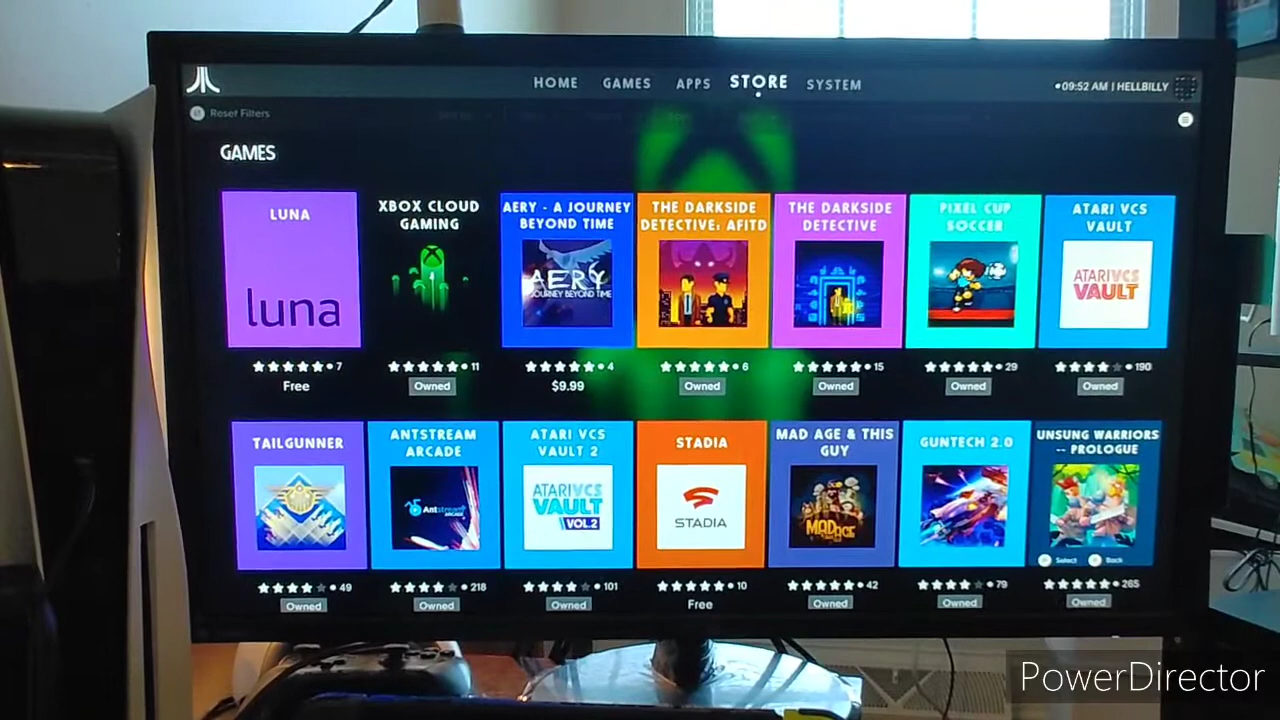 HOME GAMES APPS STORE SYSTEM
09:52 AM | HELLBILLY
Reset Filters
GAMES
LUNA
luna
7
Free
XBOX CLOUD
GAMING
11
Owned
AERY - A JOURNEY
BEYOND TIME
AERY
JOURNEY BEYOND TIME
4
$9.99
THE DARKSIDE
DETECTIVE: AFITD
6
Owned
THE DARKSIDE
DETECTIVE
15
Owned
PIXEL CUP
SOCCER
29
Owned
ATARI VCS
VAULT
ATARI VCS
VAULT
190
Owned
TAILGUNNER
49
Owned
ANTSTREAM
ARCADE
Antstream
ARCADE
218
Owned
ATARI VCS
VAULT 2
ATARI VCS
VAULT
VOL.2
101
Owned
STADIA
STADIA
10
Free
MAD AGE & THIS
GUY
MAD AGE
42
Owned
GUNTECH 2.0
79
Owned
UNSUNG WARRIORS
-- PROLOGUE
Select Back
265
Owned
PowerDirector